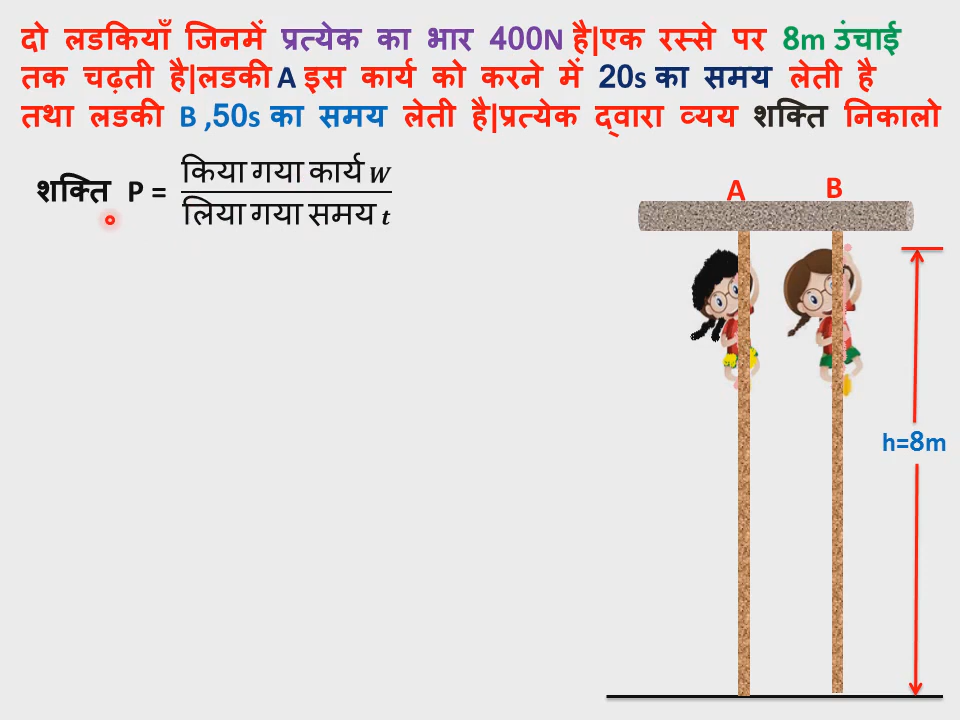 दो लडकियाँ जिनमें प्रत्येक का भार 400N है|एक रस्से पर 8m उंचाई
तक चढ़ती है|लडकी A इस कार्य को करने में 20s का समय लेती है
तथा लडकी B ,50s का समय लेती है|प्रत्येक द्वारा व्यय शक्ति निकालो
शक्ति P = किया गया कार्य W
लिया गया समय t
A B
h=8m